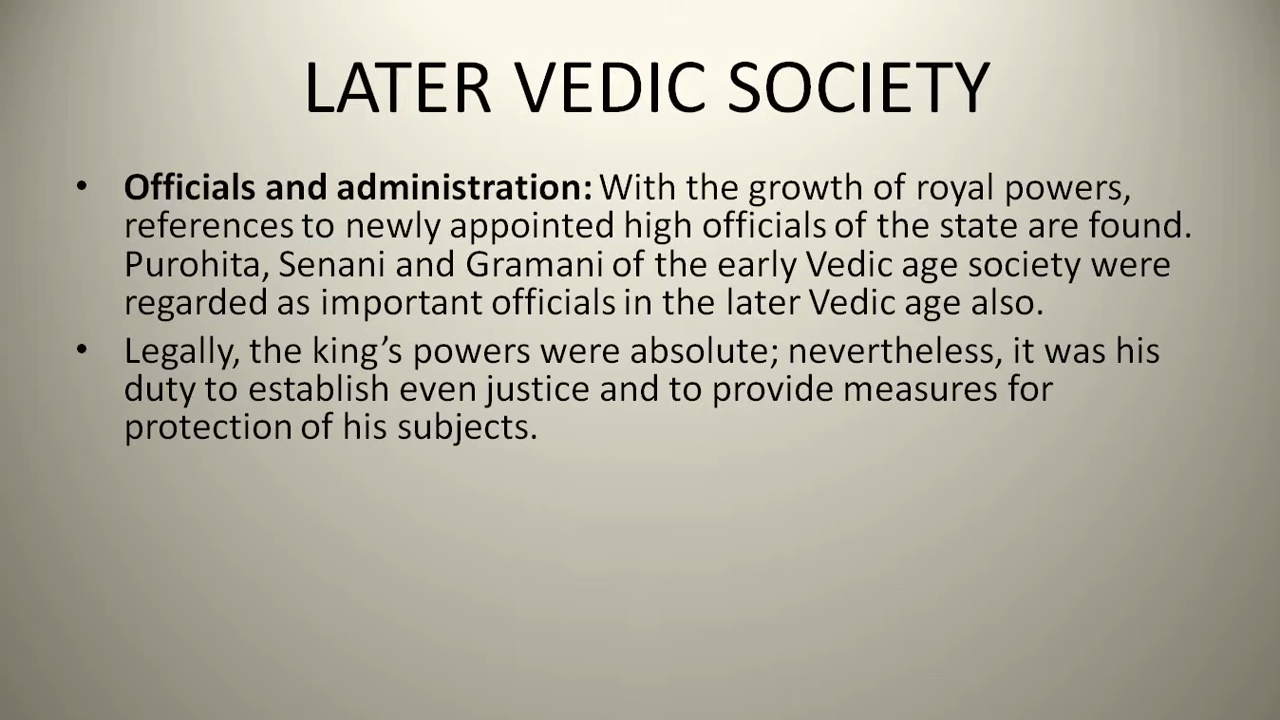 LATER VEDIC SOCIETY
• Officials and administration: With the growth of royal powers,
references to newly appointed high officials of the state are found.
Purohita, Senani and Gramani of the early Vedic age society were
regarded as important officials in the later Vedic age also.
• Legally, the king’s powers were absolute; nevertheless, it was his
duty to establish even justice and to provide measures for
protection of his subjects.